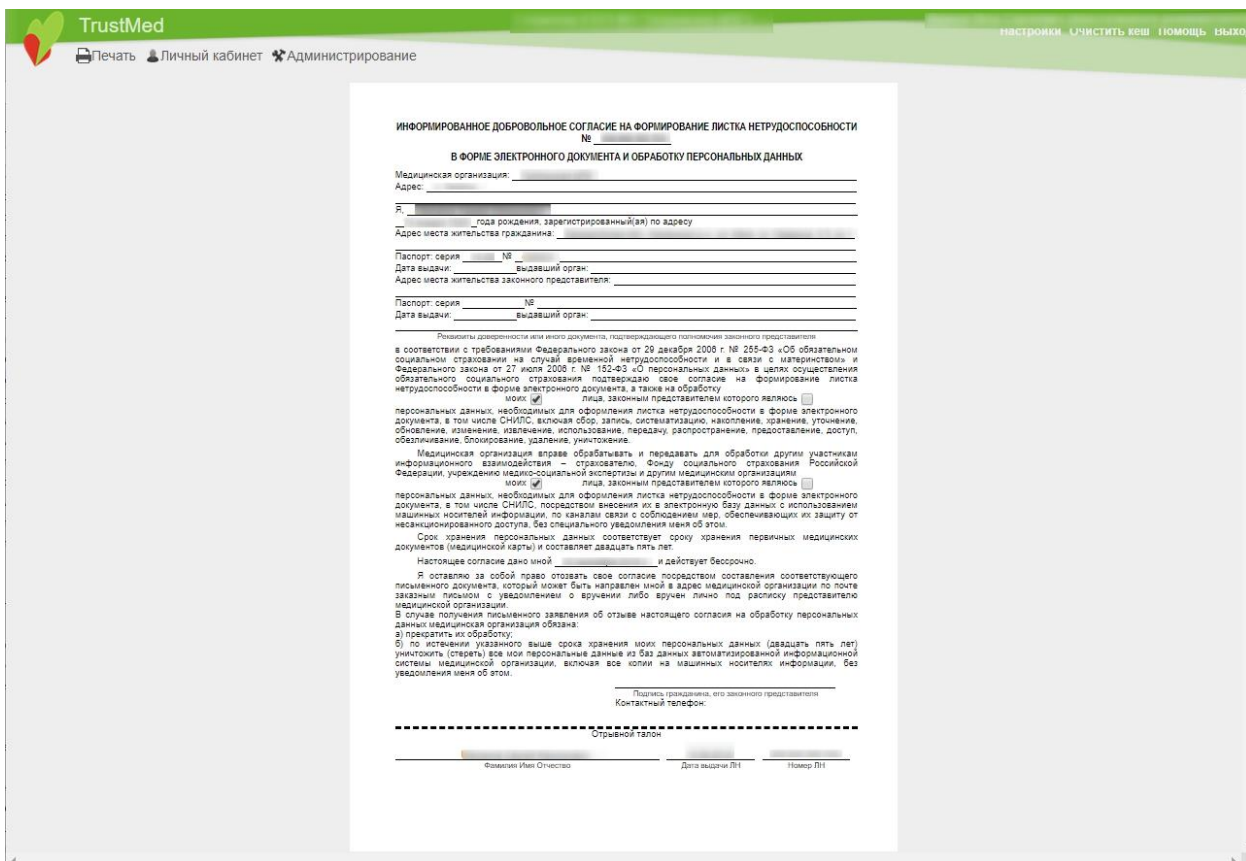 TrustMed
Настройки Очистить кеш Помощь Выхо
Печать Личный кабинет Администрирование
ИНФОРМИРОВАННОЕ ДОБРОВОЛЬНОЕ СОГЛАСИЕ НА ФОРМИРОВАНИЕ ЛИСТКА НЕТРУДОСПОСОБНОСТИ
№
В ФОРМЕ ЭЛЕКТРОННОГО ДОКУМЕНТА И ОБРАБОТКУ ПЕРСОНАЛЬНЫХ ДАННЫХ
Медицинская организация:
Адрес:
Я,
года рождения, зарегистрированный(ая) по адресу
Адрес места жительства гражданина:
Паспорт: серия № 
Дата выдачи: выдавший орган:
Адрес места жительства законного представителя:
Паспорт: серия №
Дата выдачи: выдавший орган:
Реквизиты доверенности или иного документа, подтверждающего полномочия законного представителя
в соответствии с требованиями Федерального закона от 29 декабря 2006 г. № 255-ФЗ «Об обязательном
социальном страховании на случай временной нетрудоспособности и в связи с материнством» и
Федерального закона от 27 июля 2006 г. № 152-ФЗ «О персональных данных» в целях осуществления
обязательного социального страхования подтверждаю свое согласие на формирование листка
нетрудоспособности в форме электронного документа, а также на обработку
моих лица, законным представителем которого являюсь
персональных данных, необходимых для оформления листка нетрудоспособности в форме электронного
документа, в том числе СНИЛС, включая сбор, запись, систематизацию, накопление, хранение, уточнение,
обновление, изменение, извлечение, использование, передачу, распространение, предоставление, доступ,
обезличивание, блокирование, удаление, уничтожение.
Медицинская организация вправе обрабатывать и передавать для обработки другим участникам
информационного взаимодействия – страхователю, Фонду социального страхования Российской
Федерации, учреждению медико-социальной экспертизы и другим медицинским организациям
моих лица, законным представителем которого являюсь
персональных данных, необходимых для оформления листка нетрудоспособности в форме электронного
документа, в том числе СНИЛС, посредством внесения их в электронную базу данных с использованием
машинных носителей информации, по каналам связи с соблюдением мер, обеспечивающих их защиту от
несанкционированного доступа, без специального уведомления меня об этом.
Срок хранения персональных данных соответствует сроку хранения первичных медицинских
документов (медицинской карты) и составляет двадцать пять лет.
Настоящее согласие дано мной и действует бессрочно.
Я оставляю за собой право отозвать свое согласие посредством составления соответствующего
письменного документа, который может быть направлен мной в адрес медицинской организации по почте
заказным письмом с уведомлением о вручении либо вручен лично под расписку представителю
медицинской организации.
В случае получения письменного заявления об отзыве настоящего согласия на обработку персональных
данных медицинская организация обязана:
а) прекратить их обработку;
б) по истечении указанного выше срока хранения моих персональных данных (двадцать пять лет)
уничтожить (стереть) все мои персональные данные из баз данных автоматизированной информационной
системы медицинской организации, включая все копии на машинных носителях информации, без
уведомления меня об этом.
Подпись гражданина, его законного представителя
Контактный телефон:
Отрывной талон
Фамилия Имя Отчество Дата выдачи ЛН Номер ЛН